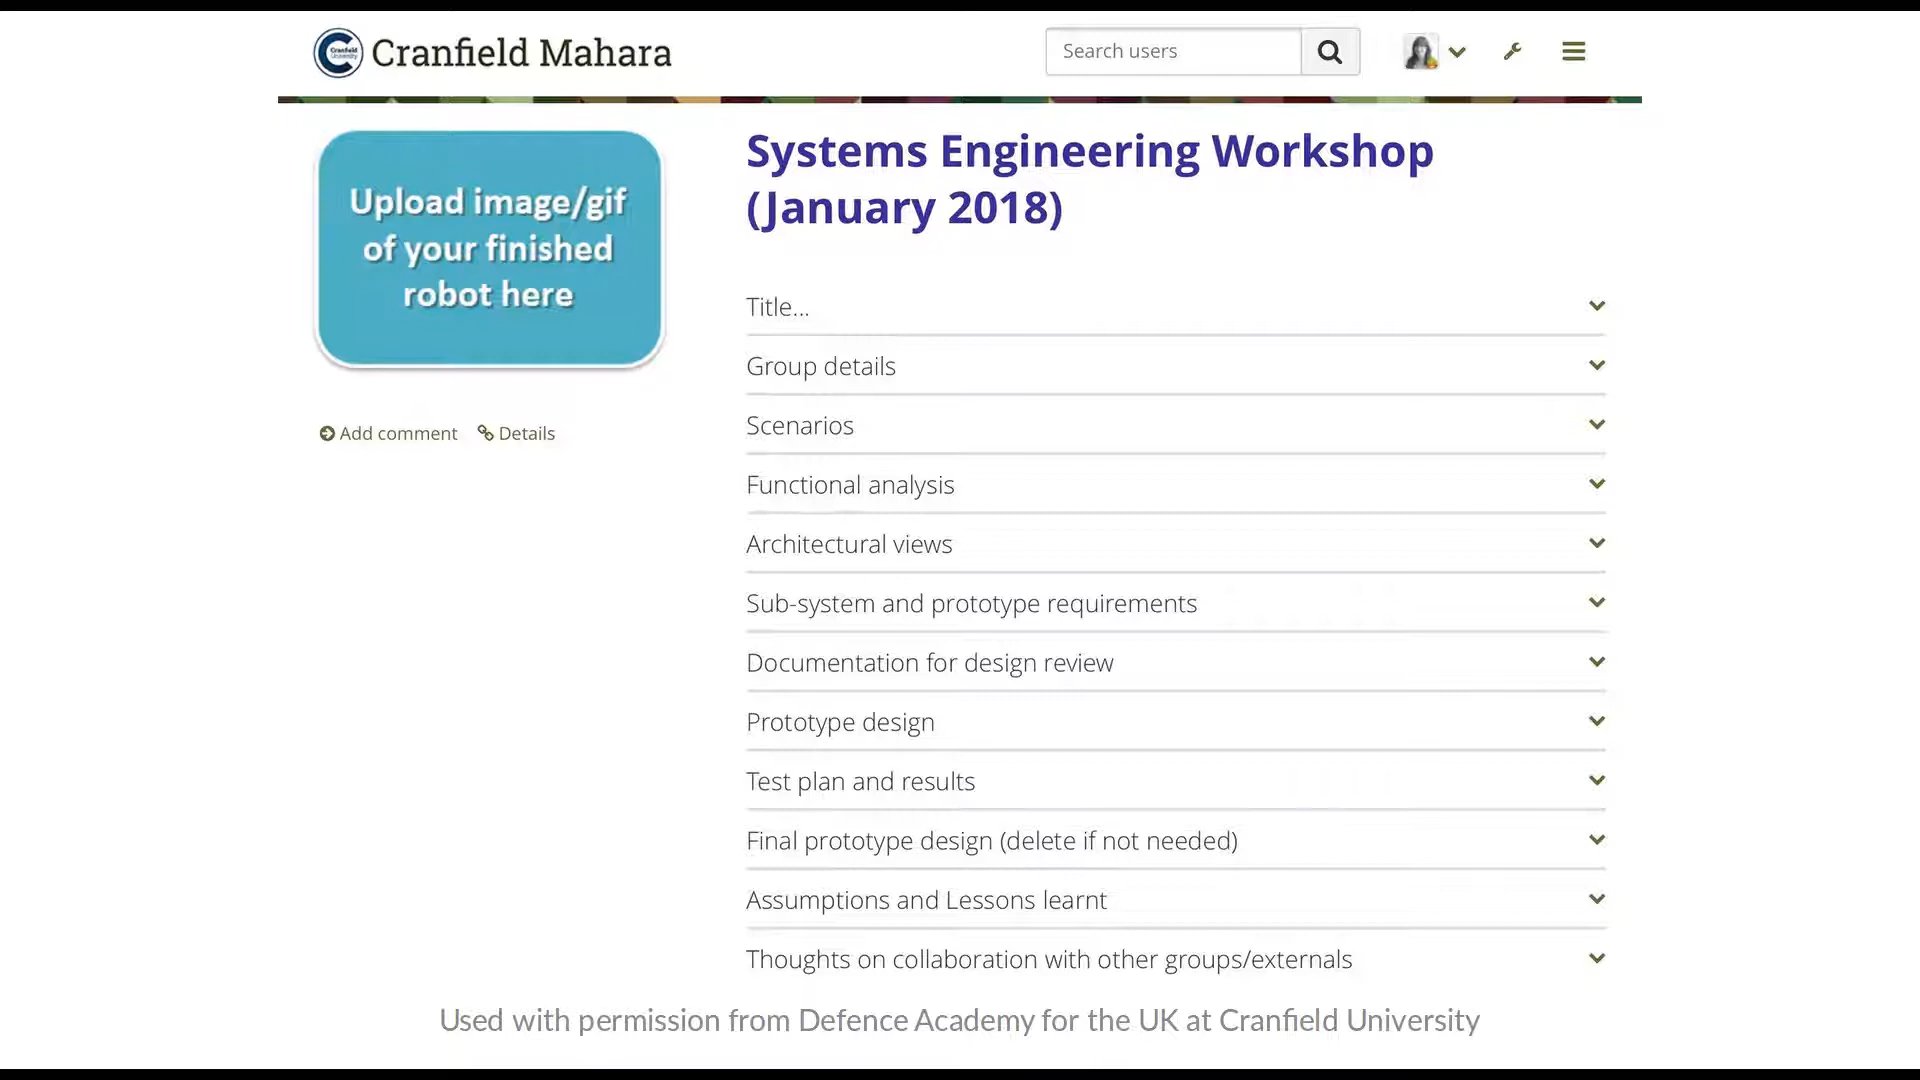 Cranfield University
Cranfield Mahara
Search users
Upload image/gif
of your finished
robot here
Add comment
Details
Systems Engineering Workshop
(January 2018)
Title...
Group details
Scenarios
Functional analysis
Architectural views
Sub-system and prototype requirements
Documentation for design review
Prototype design
Test plan and results
Final prototype design (delete if not needed)
Assumptions and Lessons learnt
Thoughts on collaboration with other groups/externals
Used with permission from Defence Academy for the UK at Cranfield University